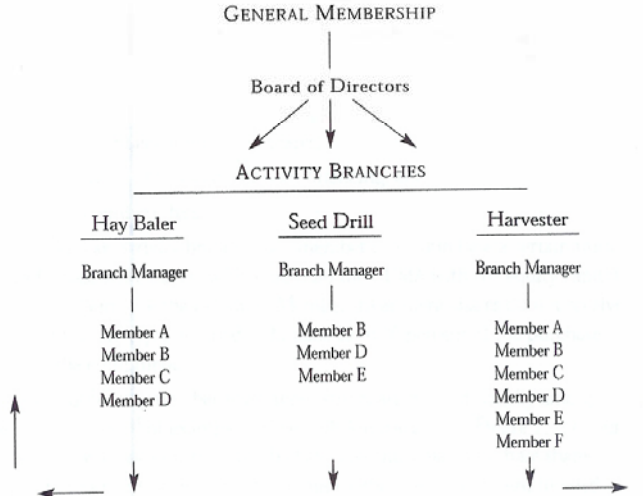 GENERAL MEMBERSHIP
Board of Directors
ACTIVITY BRANCHES
Hay Baler
Branch Manager
Member A
Member B
Member C
Member D
Seed Drill
Branch Manager
Member B
Member D
Member E
Harvester
Branch Manager
Member A
Member B
Member C
Member D
Member E
Member F